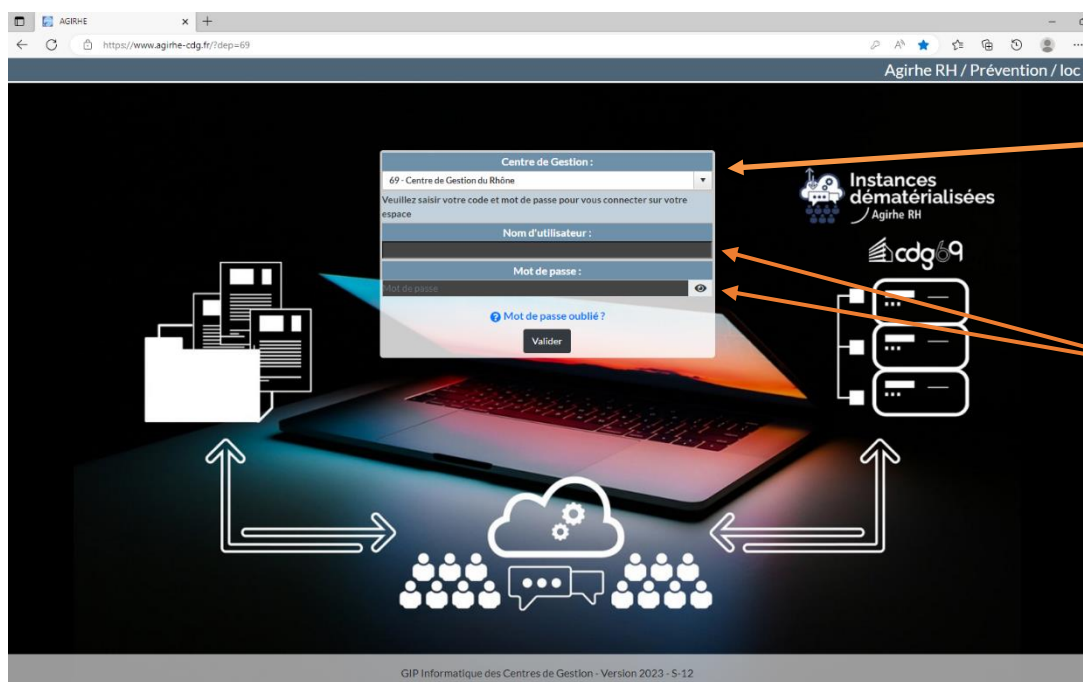 AGIRHE
https://www.agirhe-cdg.fr/?dep=69
Agirhe RH / Prévention / Ioc
Centre de Gestion :
69 - Centre de Gestion du Rhône
Veuillez saisir votre code et mot de passe pour vous connecter sur votre
espace
Nom d'utilisateur :
Mot de passe :
Mot de passe
Mot de passe oublié ?
Valider
Instances
dématérialisées
Agirhe RH
cdg69
GIP Informatique des Centres de Gestion - Version 2023 - S-12